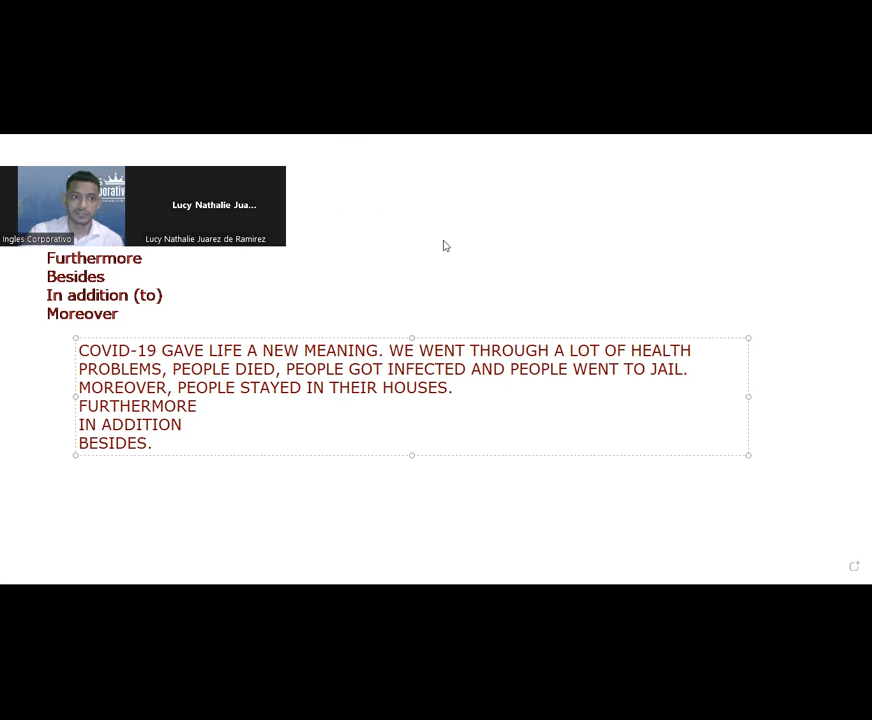 orporativ
Lucy Nathalie Jua...
Ingles Corporativo
Lucy Nathalie Juarez de Ramirez
Furthermore
Besides
In addition (to)
Moreover
COVID-19 GAVE LIFE A NEW MEANING. WE WENT THROUGH A LOT OF HEALTH
PROBLEMS, PEOPLE DIED, PEOPLE GOT INFECTED AND PEOPLE WENT TO JAIL.
MOREOVER, PEOPLE STAYED IN THEIR HOUSES.
FURTHERMORE
IN ADDITION
BESIDES.